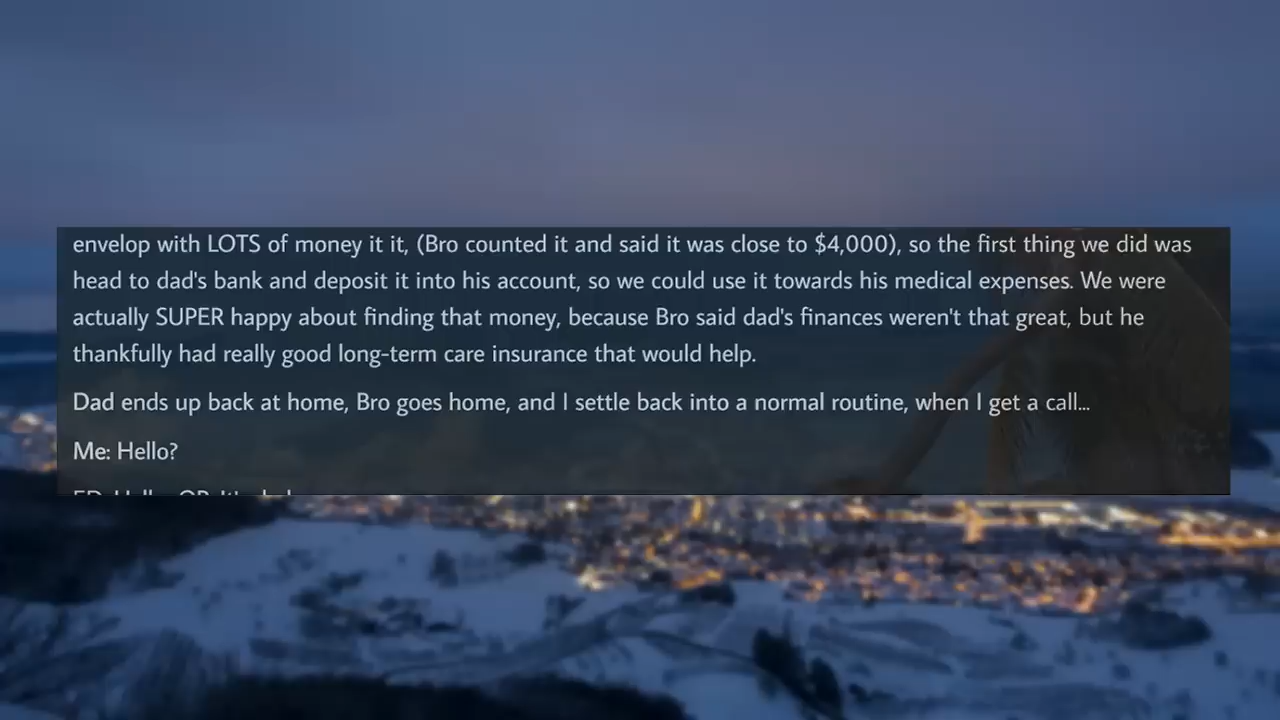 envelop with LOTS of money it it, (Bro counted it and said it was close to $4,000), so the first thing we did was
head to dad's bank and deposit it into his account, so we could use it towards his medical expenses. We were
actually SUPER happy about finding that money, because Bro said dad's finances weren't that great, but he
thankfully had really good long-term care insurance that would help.
Dad ends up back at home, Bro goes home, and I settle back into a normal routine, when I get a call...
Me: Hello?